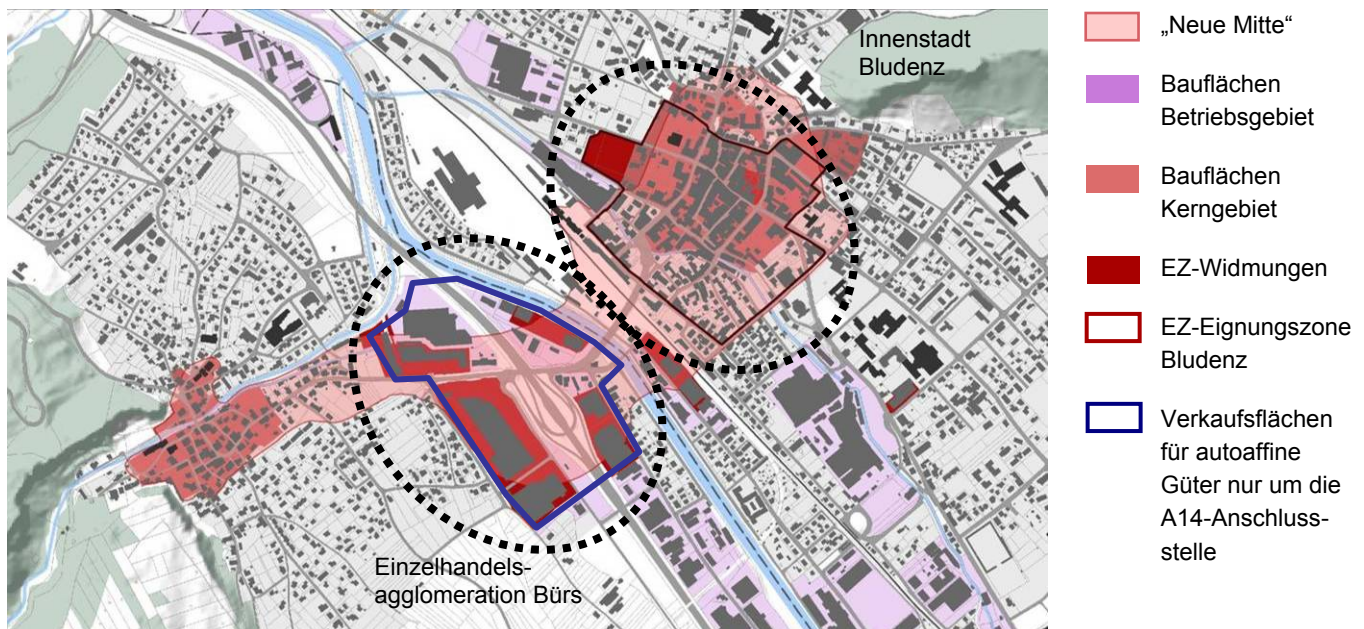 Innenstadt
Bludenz
Einzelhandels-
agglomeration Bürs
„Neue Mitte“
Bauflächen
Betriebsgebiet
Bauflächen
Kerngebiet
EZ-Widmungen
EZ-Eignungszone
Bludenz
Verkaufsflächen
für autoaffine
Güter nur um die
A14-Anschluss-
stelle